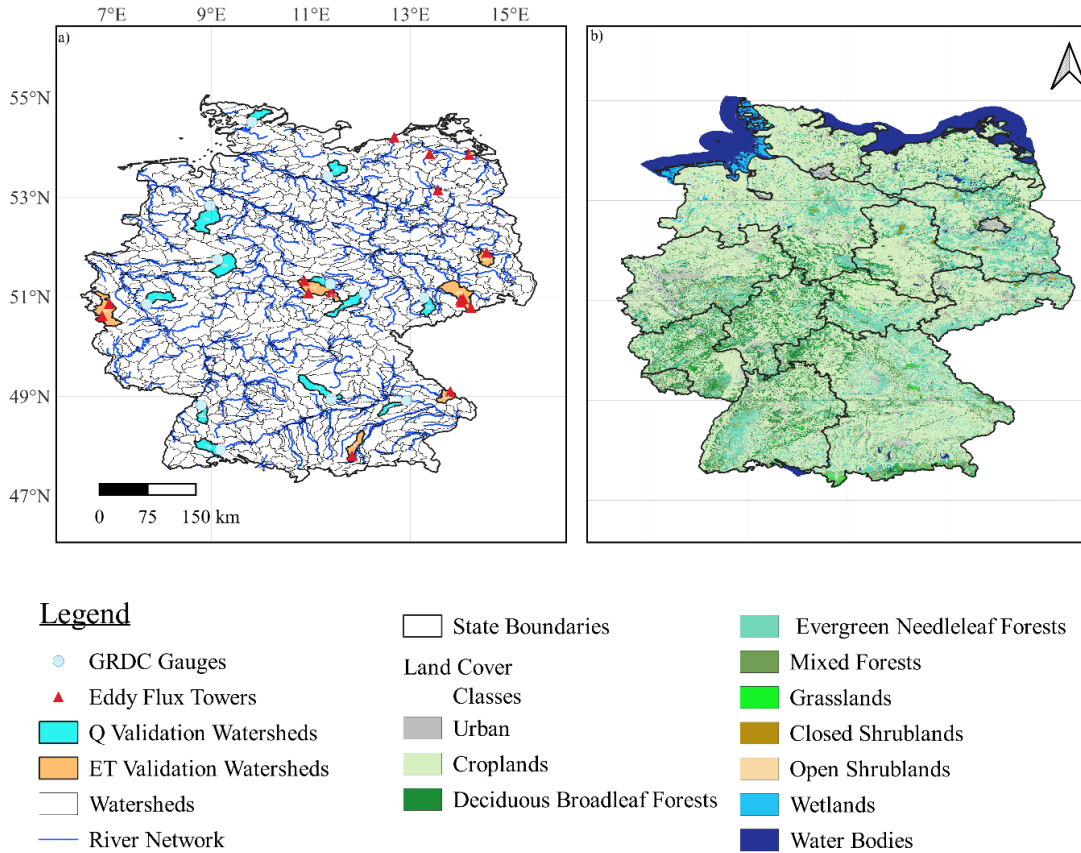 7°E 9°E 11°E 13°E 15°E
a)
b)
55°N
53°N
51°N
49°N
47°N
0 75 150 km
Legend
GRDC Gauges
Eddy Flux Towers
Q Validation Watersheds
ET Validation Watersheds
Watersheds
River Network
State Boundaries
Land Cover
Classes
Urban
Croplands
Deciduous Broadleaf Forests
Evergreen Needleleaf Forests
Mixed Forests
Grasslands
Closed Shrublands
Open Shrublands
Wetlands
Water Bodies